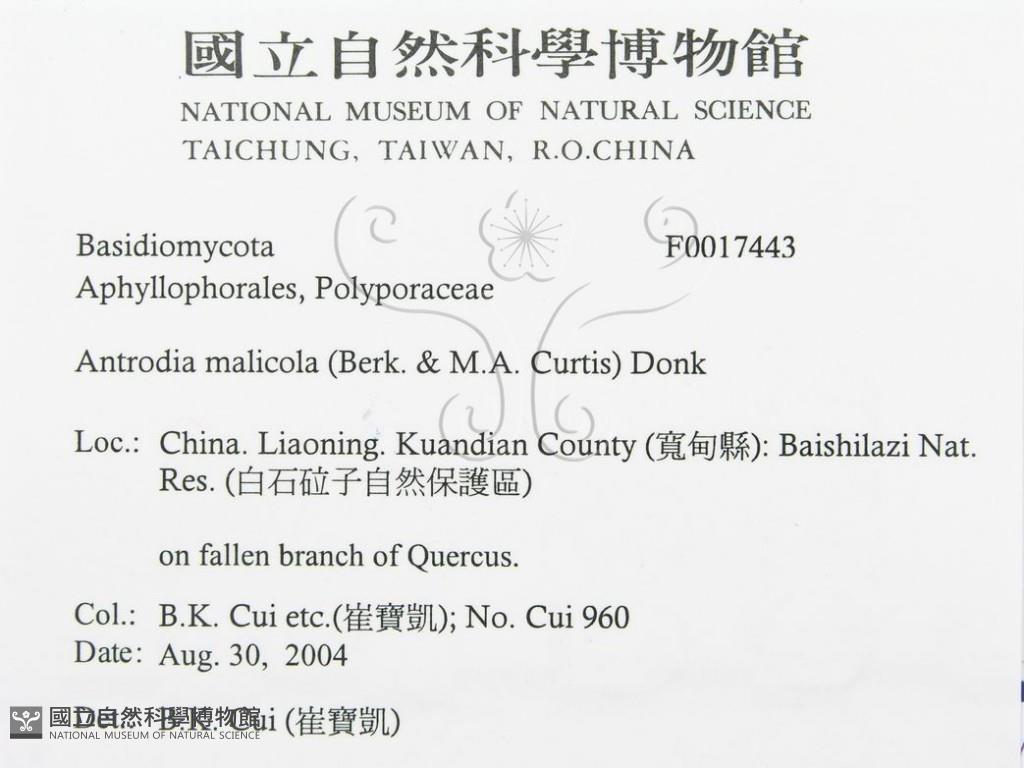 國立自然科學博物館
NATIONAL MUSEUM OF NATURAL SCIENCE
TAICHUNG, TAIWAN, R.O.CHINA
Basidiomycota F0017443
Aphyllophorales, Polyporaceae
Antrodia malicola (Berk. & M.A. Curtis) Donk
Loc.: China. Liaoning. Kuandian County (寬甸縣): Baishilazi Nat.
Res. (白石砬子自然保護區)
on fallen branch of Quercus.
Col.: B.K. Cui etc.(崔寶凱); No. Cui 960
Date: Aug. 30, 2004
Det.: B.K. Cui (崔寶凱)
國立自然科學博物館
NATIONAL MUSEUM OF NATURAL SCIENCE